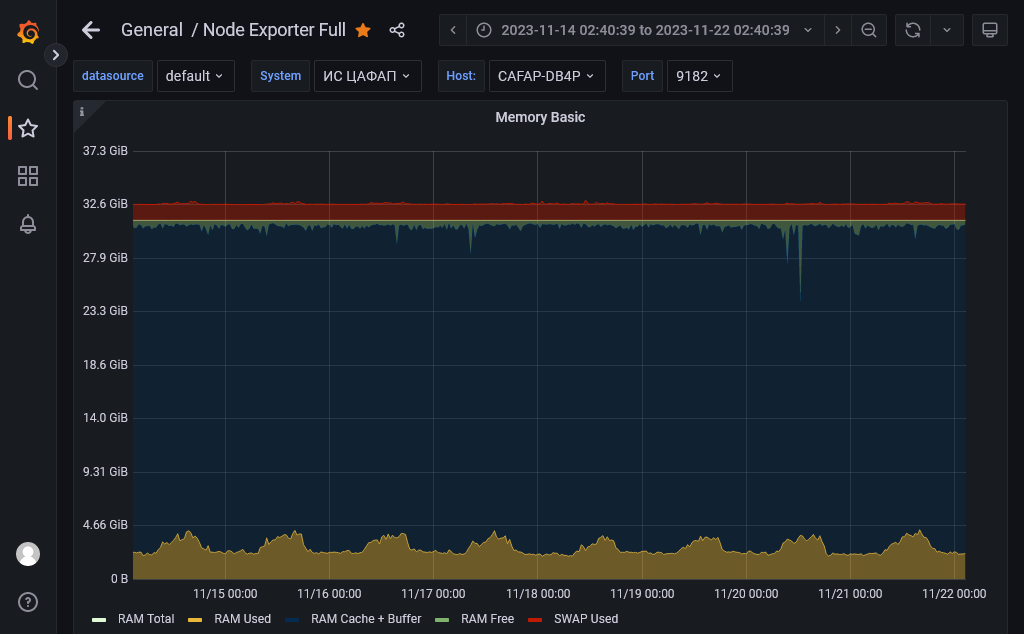 General / Node Exporter Full
2023-11-14 02:40:39 to 2023-11-22 02:40:39
datasource default System ИС ЦАФАП Host: CAFAP-DB4P Port 9182
i
Memory Basic
37.3 GiB
32.6 GiB
27.9 GiB
23.3 GiB
18.6 GiB
14.0 GiB
9.31 GiB
4.66 GiB
0 B
11/15 00:00 11/16 00:00 11/17 00:00 11/18 00:00 11/19 00:00 11/20 00:00 11/21 00:00 11/22 00:00
RAM Total RAM Used RAM Cache + Buffer RAM Free SWAP Used
?